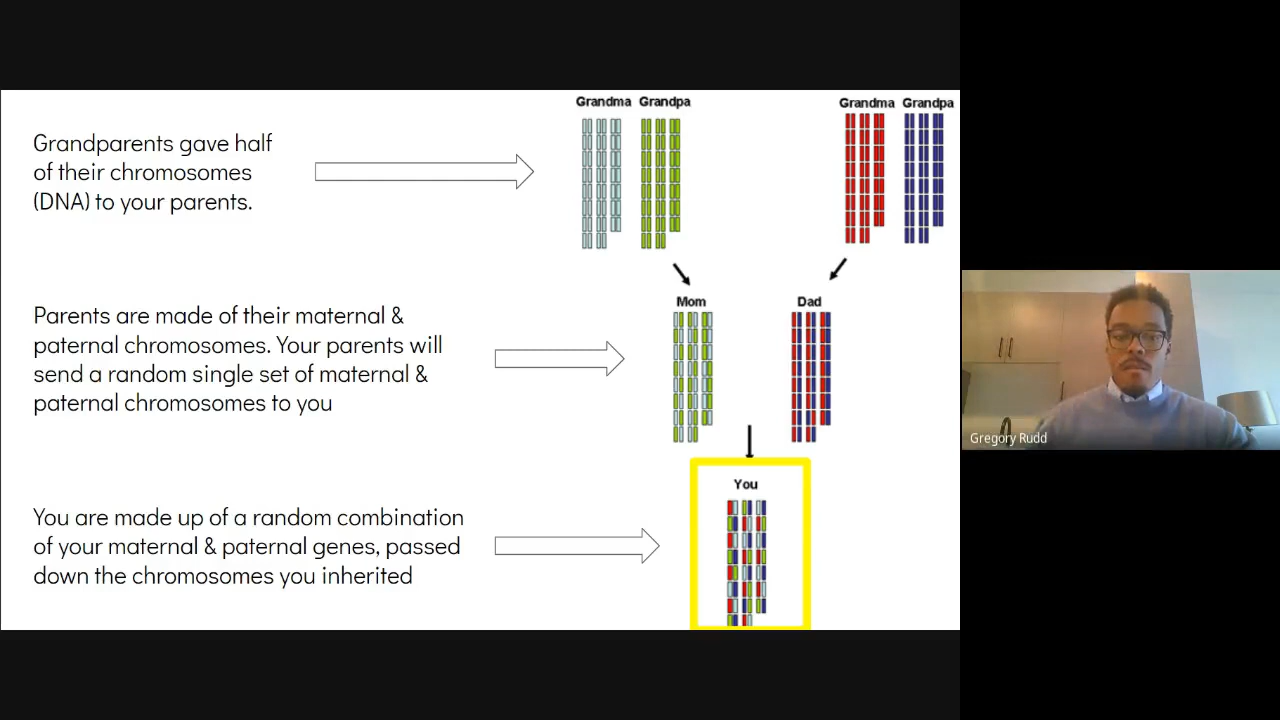 Grandma Grandpa
Grandma Grandpa
Grandparents gave half
of their chromosomes
(DNA) to your parents.
Mom
Dad
Parents are made of their maternal &
paternal chromosomes. Your parents will
send a random single set of maternal &
paternal chromosomes to you
You
You are made up of a random combination
of your maternal & paternal genes, passed
down the chromosomes you inherited
Gregory Rudd